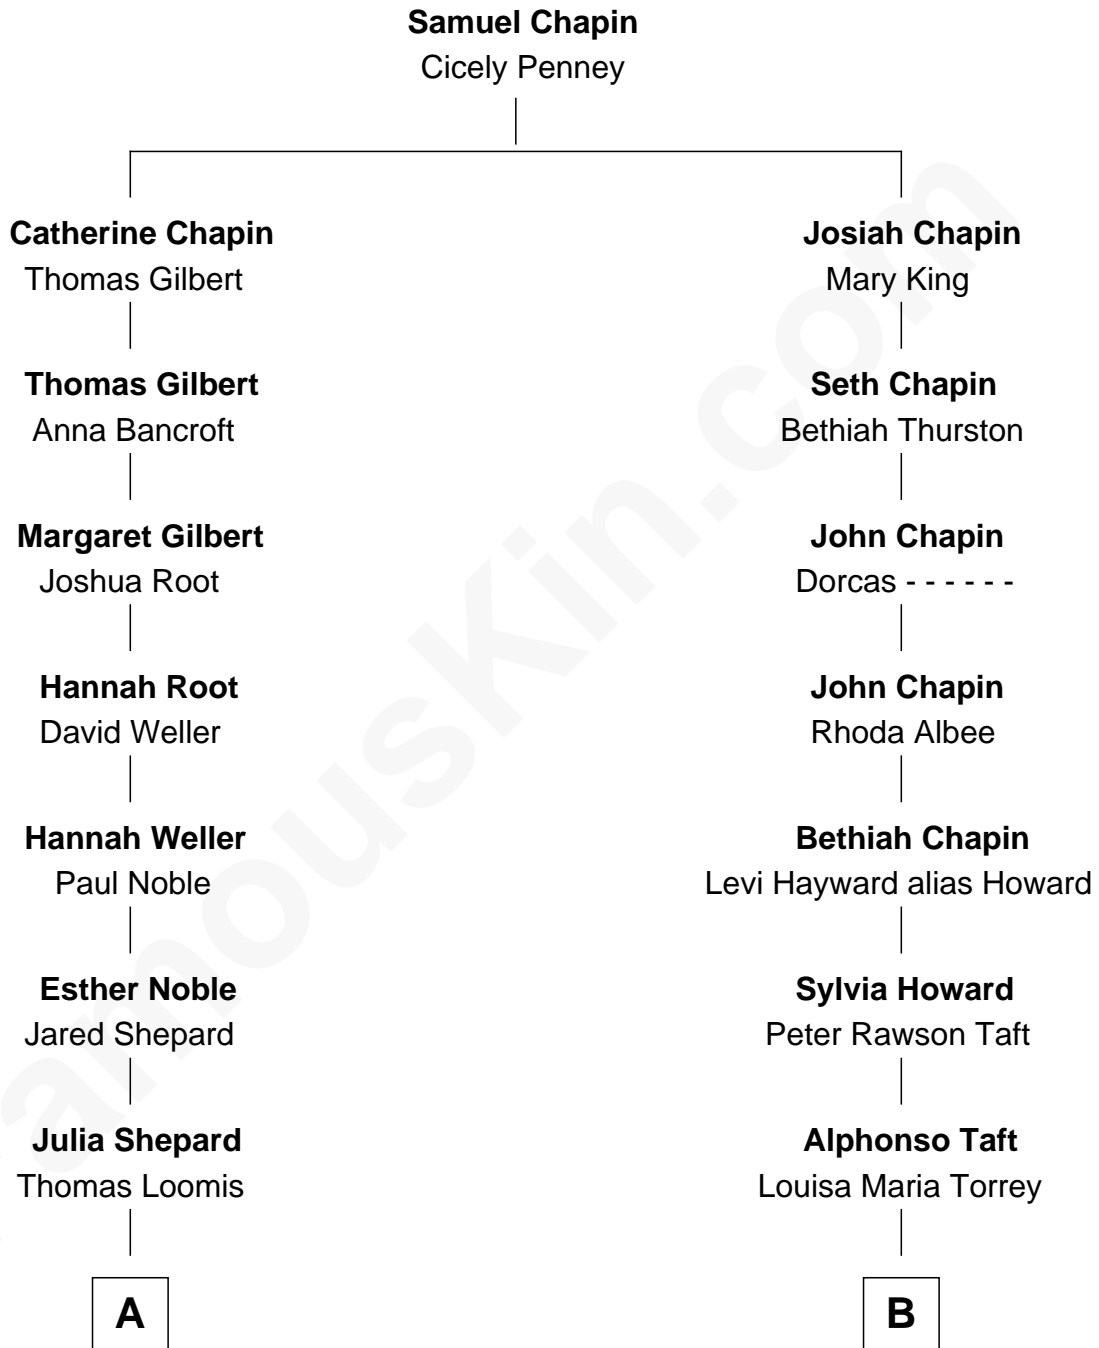 Samuel Chapin
Cicely Penney
Catherine Chapin
Thomas Gilbert
Josiah Chapin
Mary King
Thomas Gilbert
Anna Bancroft
Seth Chapin
Bethiah Thurston
Margaret Gilbert
Joshua Root
John Chapin
Dorcas - - - - - -
Hannah Root
David Weller
John Chapin
Rhoda Albee
Hannah Weller
Paul Noble
Bethiah Chapin
Levi Hayward alias Howard
Esther Noble
Jared Shepard
Sylvia Howard
Peter Rawson Taft
Julia Shepard
Thomas Loomis
Alphonso Taft
Louisa Maria Torrey
A
B
amouskin.com